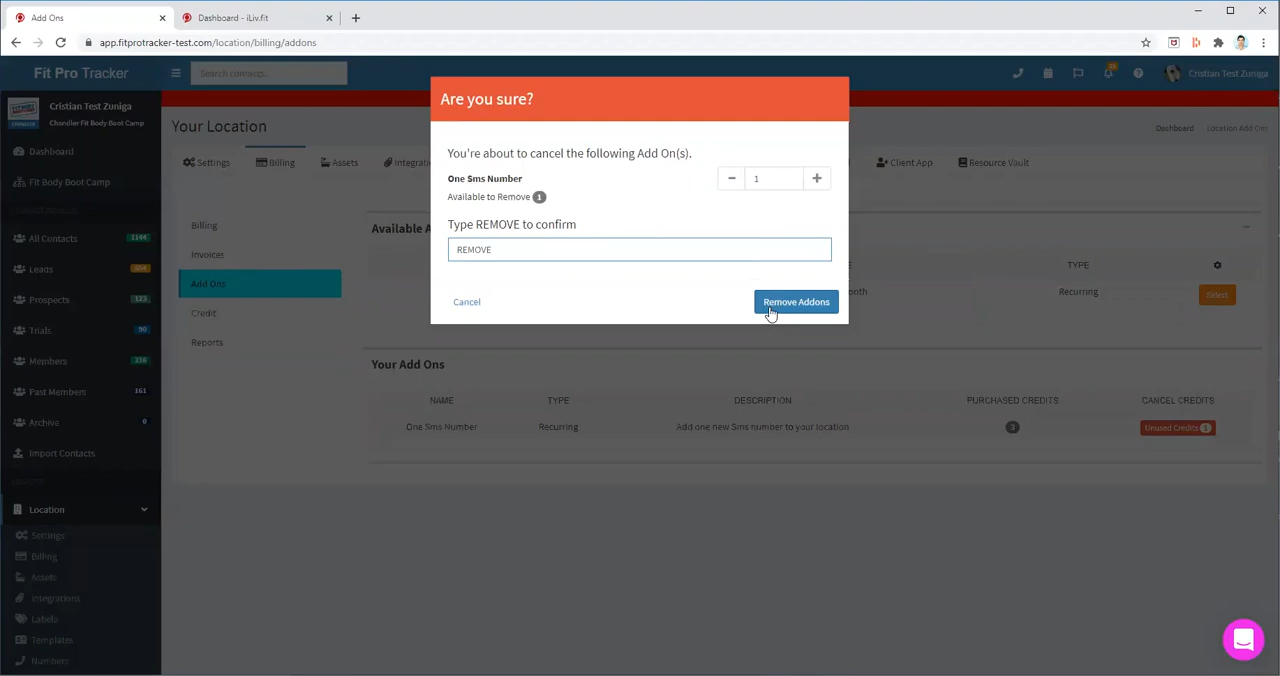 Add Ons
Dashboard - iLiv.fit
app.fitprotracker-test.com/location/billing/addons
Fit Pro Tracker
Search contacts...
Cristian Test Zuniga
Cristian Test Zuniga
Chandler Fit Body Boot Camp
Your Location
Dashboard
Location Add Ons
Settings
Billing
Assets
Client App
Resource Vault
Dashboard
Fit Body Boot Camp
All Contacts 1144
Leads
Prospects 123
Trials 90
Members
Past Members 161
Archive 0
Import Contacts
Location
Settings
Billing
Assets
Integrations
Labels
Templates
Numbers
Billing
Invoices
Add Ons
Credit
Reports
Are you sure?
You're about to cancel the following Add On(s).
One Sms Number
1
Available to Remove 1
Type REMOVE to confirm
REMOVE
Cancel
Remove Addons
TYPE
Recurring
Select
Your Add Ons
NAME TYPE DESCRIPTION PURCHASED CREDITS CANCEL CREDITS
One Sms Number Recurring Add one new Sms number to your location 3 Unused Credits 1